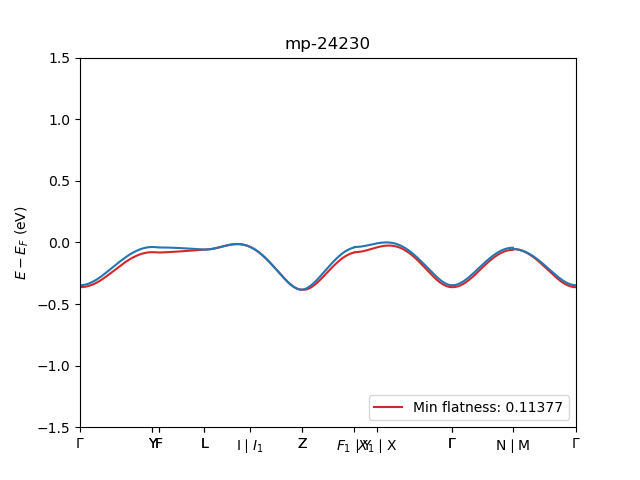 mp-24230
E − E_F (eV)
1.5
1.0
0.5
0.0
−0.5
−1.0
−1.5
Min flatness: 0.11377
Γ Y F L I | I₁ Z F₁ | Y X₁ | X Γ N | M Γ